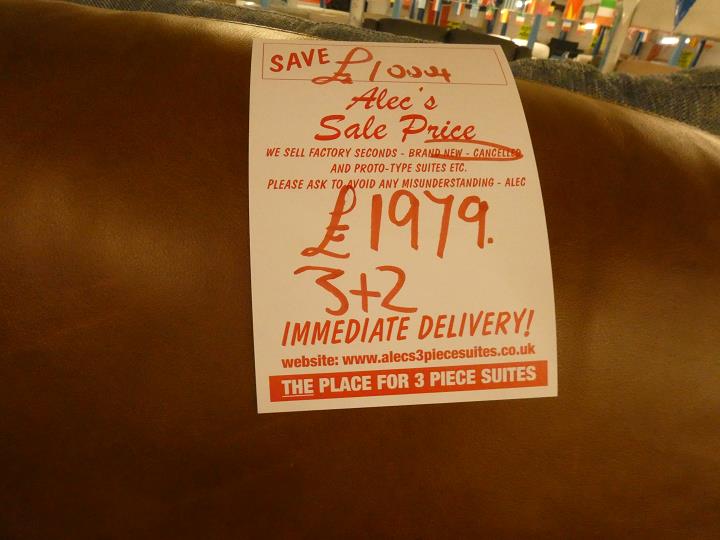 SAVE £1004
Alec's
Sale Price
WE SELL FACTORY SECONDS - BRAND NEW - CANCELLED
AND PROTO-TYPE SUITES ETC.
PLEASE ASK TO AVOID ANY MISUNDERSTANDING - ALEC
£1979.
3+2
IMMEDIATE DELIVERY!
website: www.alecs3piecesuites.co.uk
THE PLACE FOR 3 PIECE SUITES